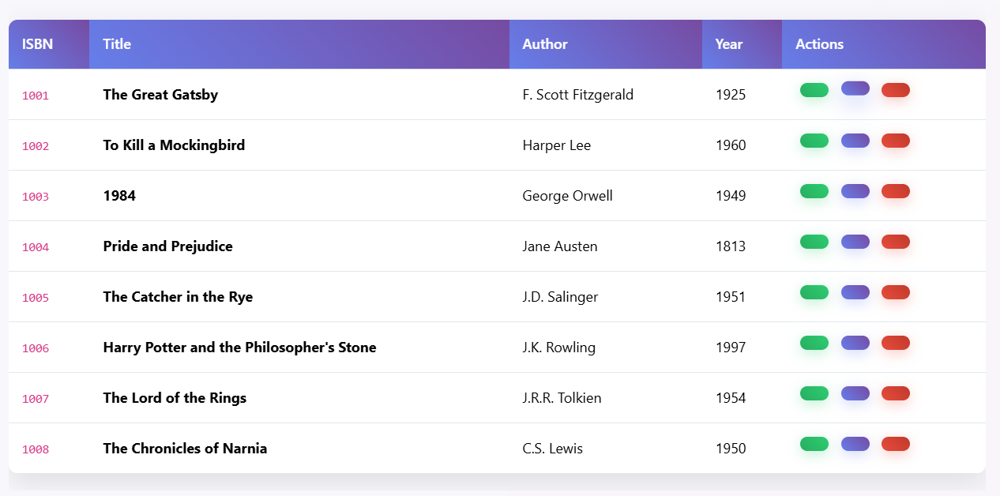 ISBN Title Author Year Actions
1001 The Great Gatsby F. Scott Fitzgerald 1925
1002 To Kill a Mockingbird Harper Lee 1960
1003 1984 George Orwell 1949
1004 Pride and Prejudice Jane Austen 1813
1005 The Catcher in the Rye J.D. Salinger 1951
1006 Harry Potter and the Philosopher's Stone J.K. Rowling 1997
1007 The Lord of the Rings J.R.R. Tolkien 1954
1008 The Chronicles of Narnia C.S. Lewis 1950